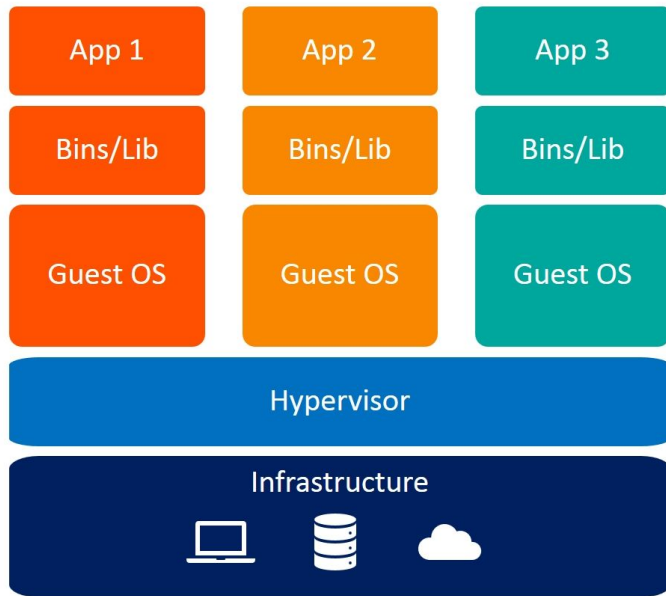 App 1
App 2
App 3
Bins/Lib
Bins/Lib
Bins/Lib
Guest OS
Guest OS
Guest OS
Hypervisor
Infrastructure